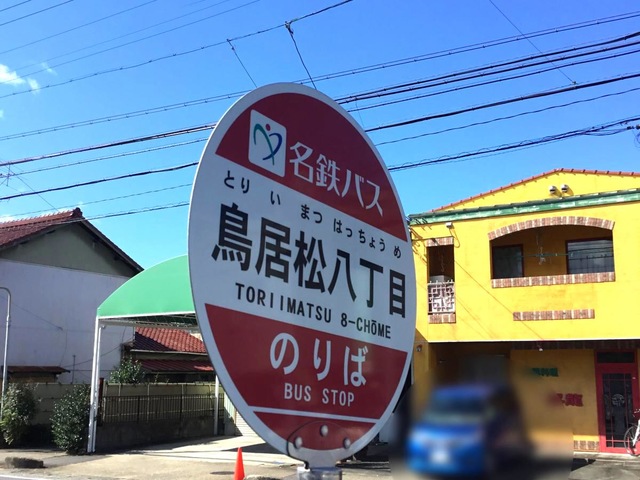 名鉄バス
とり い まつ はっちょう め
鳥居松八丁目
TORIIMATSU 8-CHŌME
のりば
BUS STOP